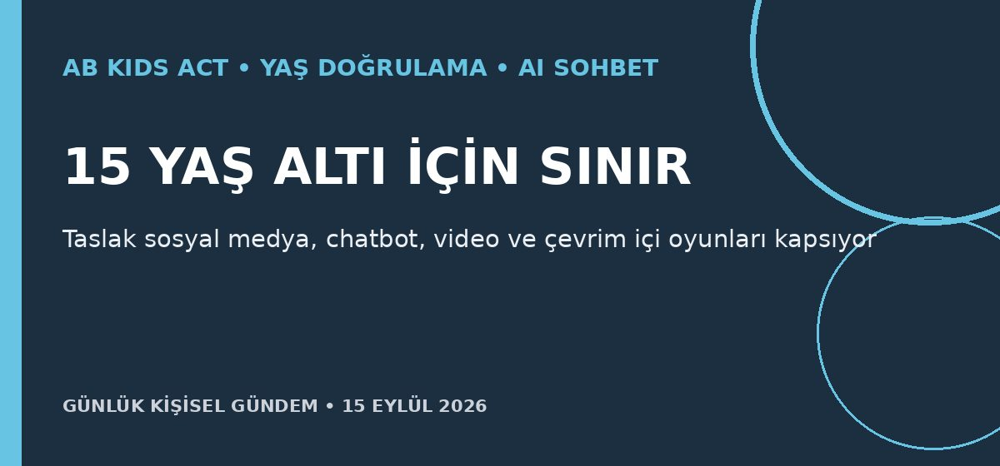 AB KIDS ACT • YAŞ DOĞRULAMA • AI SOHBET
15 YAŞ ALTI İÇİN SINIR
Taslak sosyal medya, chatbot, video ve çevrim içi oyunları kapsıyor
GÜNLÜK KİŞİSEL GÜNDEM • 15 EYLÜL 2026